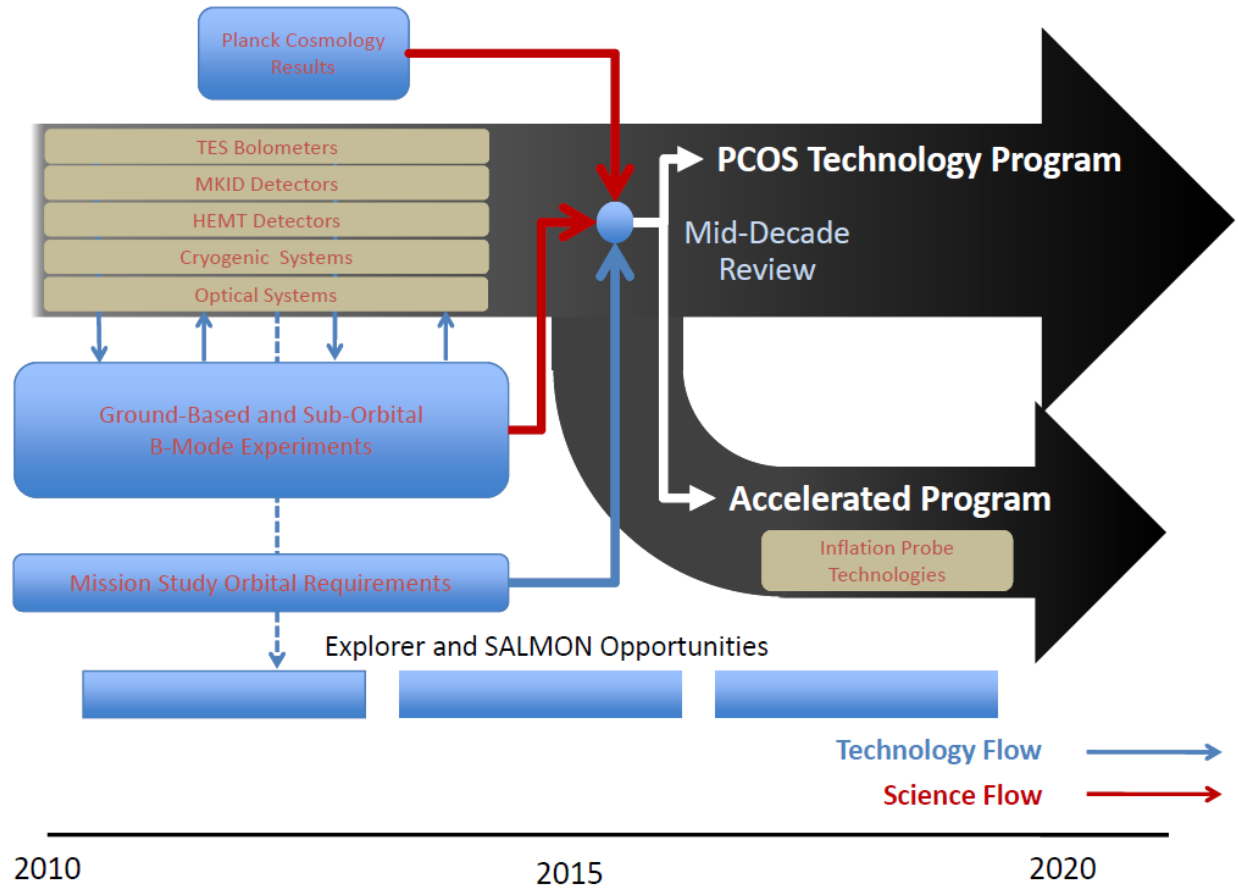 Planck Cosmology
Results
TES Bolometers
MKID Detectors
HEMT Detectors
Cryogenic Systems
Optical Systems
PCOS Technology Program
Mid-Decade
Review
Ground-Based and Sub-Orbital
B-Mode Experiments
Accelerated Program
Inflation Probe
Technologies
Mission Study Orbital Requirements
Explorer and SALMON Opportunities
Technology Flow
Science Flow
2010
2015
2020